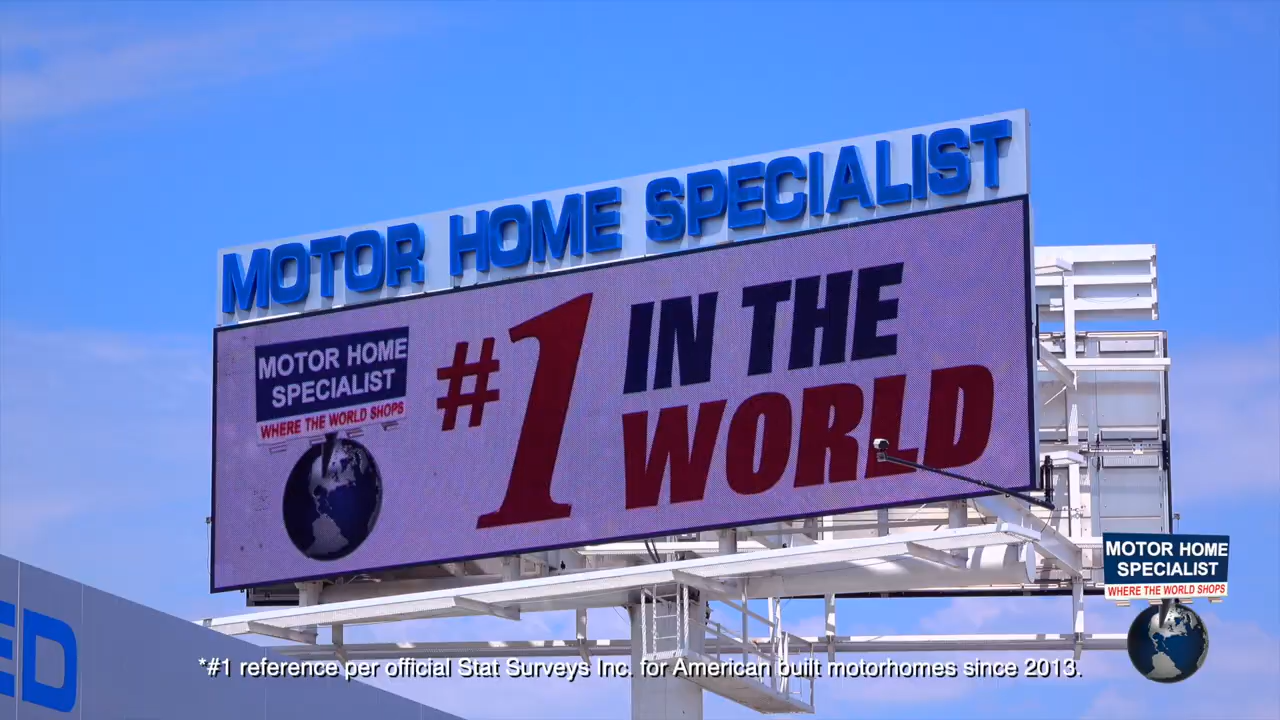 MOTOR HOME SPECIALIST
MOTOR HOME
SPECIALIST
WHERE THE WORLD SHOPS
#1 IN THE
WORLD
ED
MOTOR HOME
SPECIALIST
WHERE THE WORLD SHOPS
*#1 reference per official Stat Surveys Inc. for American built motorhomes since 2013.